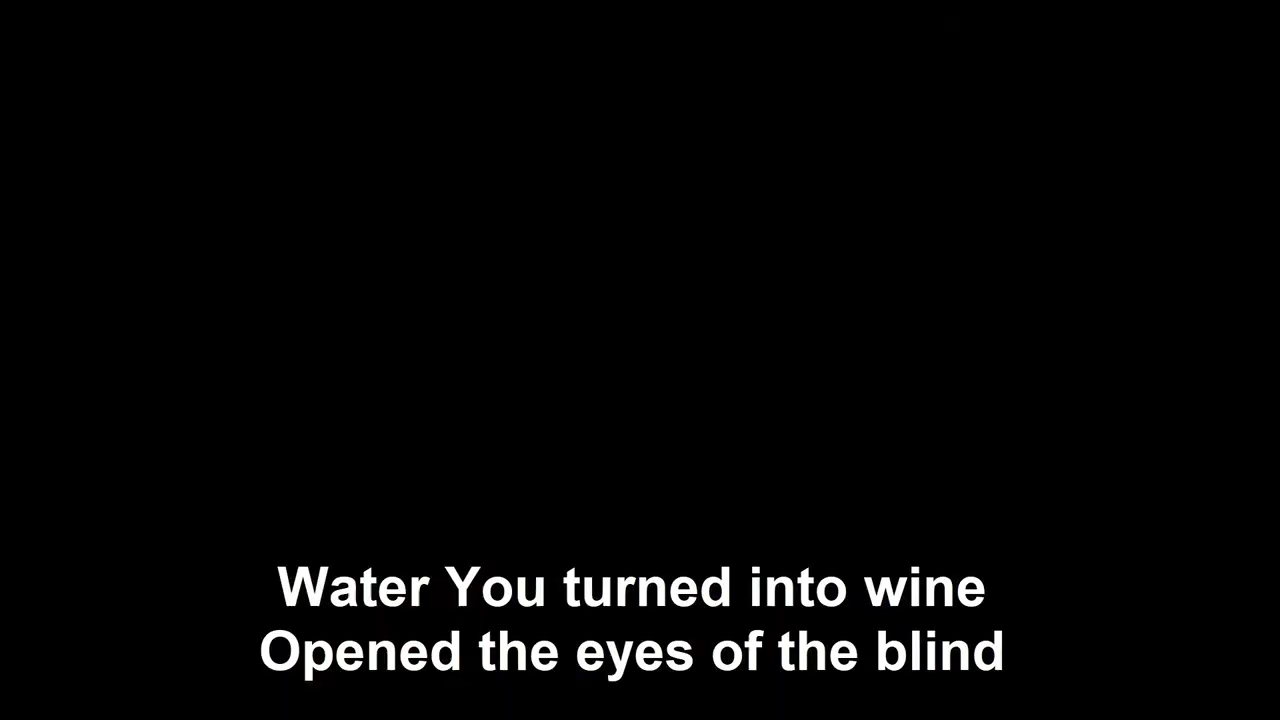 Water You turned into wine
Opened the eyes of the blind